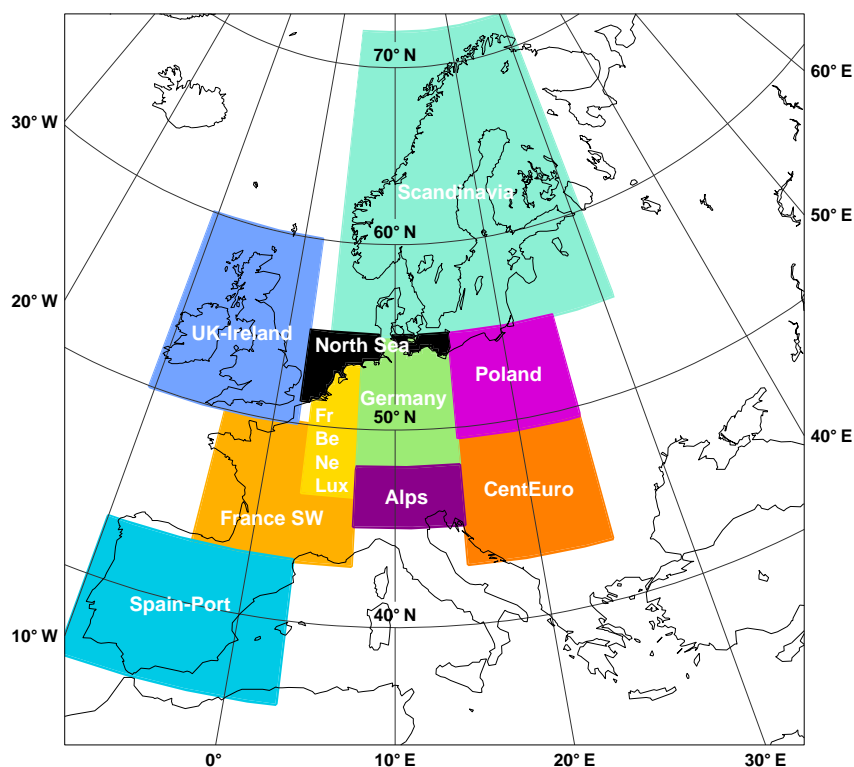 70° N
60° E
30° W
Scandinavia
50° E
60° N
20° W
UK-Ireland
North Sea
Poland
Germany
Fr
50° N
Be
40° E
Ne
Lux
Alps
CentEuro
France SW
Spain-Port
40° N
10° W
0°
10° E
20° E
30° E